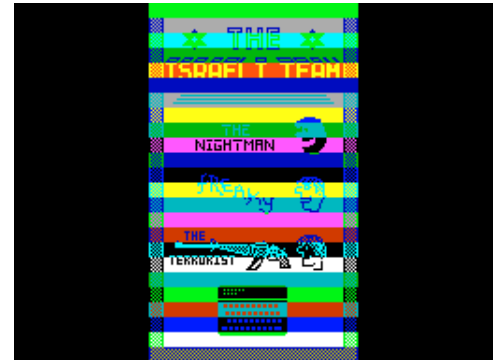 THE
ISRAELI TEAM
THE
NIGHTMAN
FREAKY
THE
TERRORIST